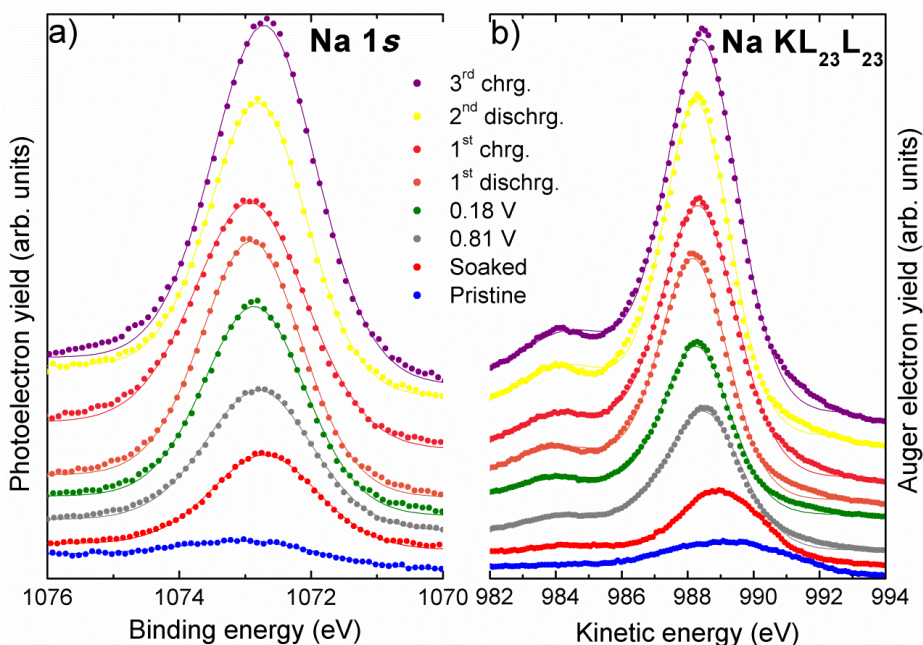 a)
Na 1s
b)
Na KL23L23
3rd chrg.
2nd dischrg.
1st chrg.
1st dischrg.
0.18 V
0.81 V
Soaked
Pristine
Photoelectron yield (arb. units)
Auger electron yield (arb. units)
1076 1074 1072 1070
982 984 986 988 990 992 994
Binding energy (eV)
Kinetic energy (eV)